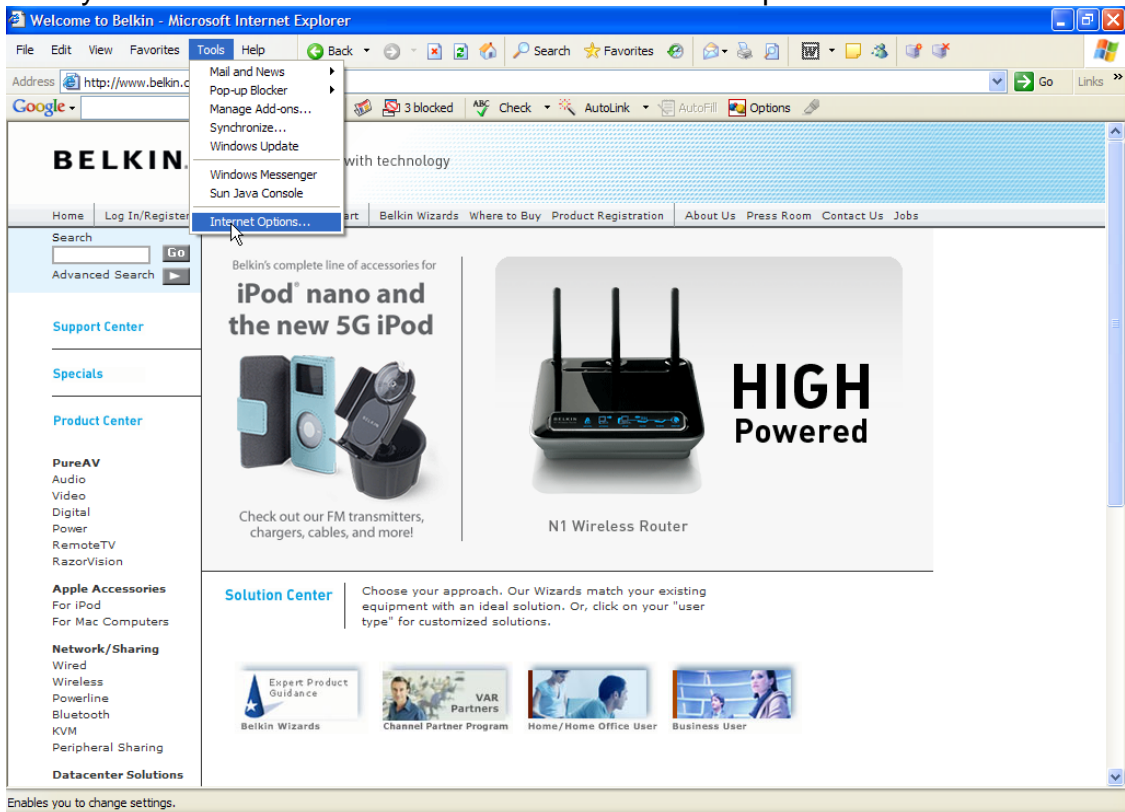 Welcome to Belkin - Microsoft Internet Explorer
File Edit View Favorites Tools Help Back Search Favorites
Address http://www.belkin.c Go Links »
Google 3 blocked ABC Check AutoLink AutoFill Options
Mail and News
Pop-up Blocker
Manage Add-ons...
Synchronize...
Windows Update
Windows Messenger
Sun Java Console
Internet Options...
BELKIN. with technology
Home Log In/Register art Belkin Wizards Where to Buy Product Registration About Us Press Room Contact Us Jobs
Search
Go
Advanced Search
Support Center
Specials
Product Center
PureAV
Audio
Video
Digital
Power
RemoteTV
RazorVision
Apple Accessories
For iPod
For Mac Computers
Network/Sharing
Wired
Wireless
Powerline
Bluetooth
KVM
Peripheral Sharing
Datacenter Solutions
Belkin's complete line of accessories for
iPod® nano and
the new 5G iPod
BELKIN
Check out our FM transmitters,
chargers, cables, and more!
BELKIN
HIGH
Powered
N1 Wireless Router
Solution Center
Choose your approach. Our Wizards match your existing
equipment with an ideal solution. Or, click on your "user
type" for customized solutions.
Expert Product
Guidance
Belkin Wizards
VAR
Partners
Channel Partner Program
Home/Home Office User
Business User
Enables you to change settings.